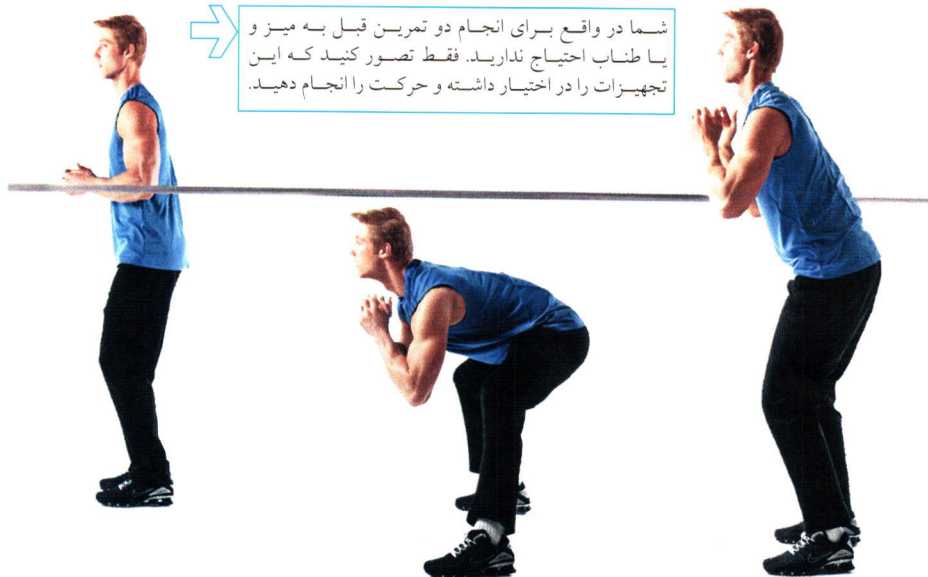 شما در واقع برای انجام دو تمرین قبل به میز و
یا طناب احتیاج ندارید. فقط تصور کنید که این
تجهیزات را در اختیار داشته و حرکت را انجام دهید.